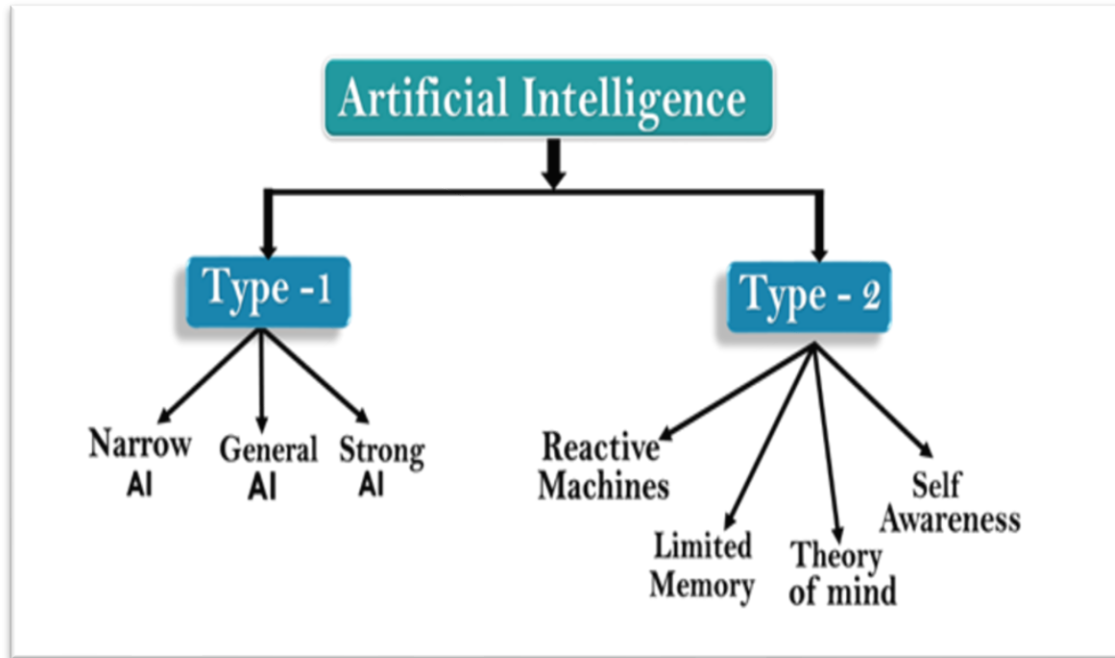 Artificial Intelligence
Type -1
Type - 2
Narrow
AI
General
AI
Strong
AI
Reactive
Machines
Limited
Memory
Theory
of mind
Self
Awareness